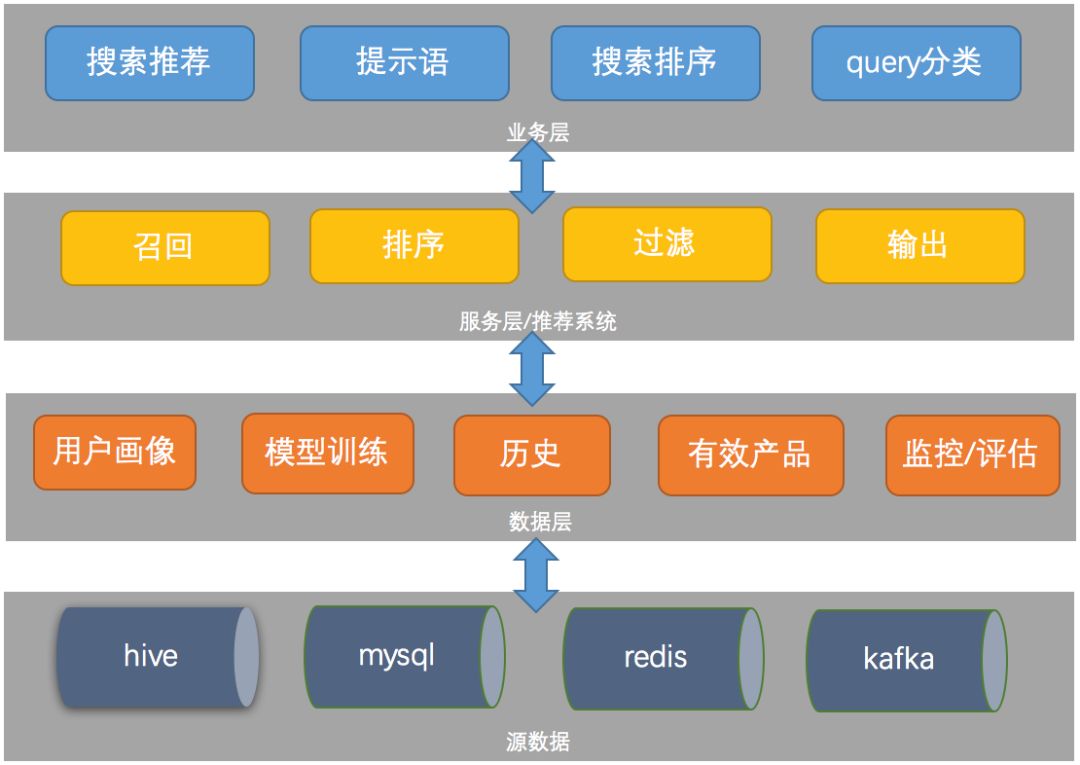 搜索推荐
提示语
搜索排序
query分类
业务层
召回
排序
过滤
输出
服务层/推荐系统
用户画像
模型训练
历史
有效产品
监控/评估
数据层
hive
mysql
redis
kafka
源数据